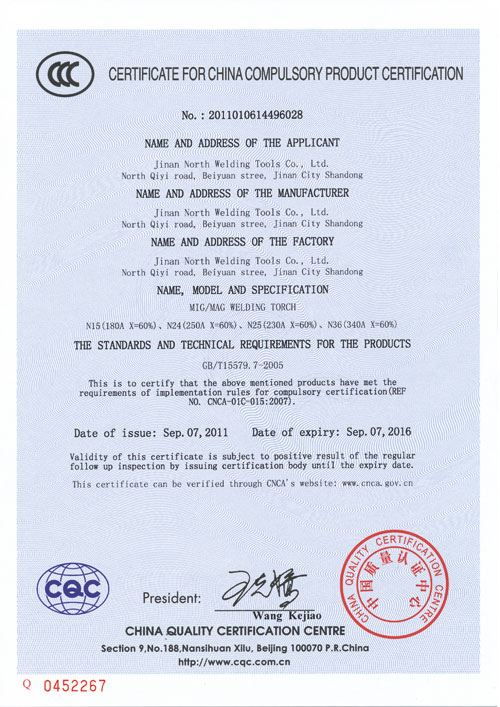 CCC
CERTIFICATE FOR CHINA COMPULSORY PRODUCT CERTIFICATION
No. : 2011010614496028
NAME AND ADDRESS OF THE APPLICANT
Jinan North Welding Tools Co., Ltd.
North Qiyi road, Beiyuan stree, Jinan City Shandong
NAME AND ADDRESS OF THE MANUFACTURER
Jinan North Welding Tools Co., Ltd.
North Qiyi road, Beiyuan stree, Jinan City Shandong
NAME AND ADDRESS OF THE FACTORY
Jinan North Welding Tools Co., Ltd.
North Qiyi road, Beiyuan stree, Jinan City Shandong
NAME, MODEL AND SPECIFICATION
MIG/MAG WELDING TORCH
N15(180A X=60%)、N24(250A X=60%)、N25(230A X=60%)、N36(340A X=60%)
THE STANDARDS AND TECHNICAL REQUIREMENTS FOR THE PRODUCTS
GB/T15579.7-2005
This is to certify that the above mentioned products have met the
requirements of implementation rules for compulsory certification(REF
NO. CNCA-01C-015:2007).
Date of issue: Sep.07,2011 Date of expiry: Sep.07,2016
Validity of this certificate is subject to positive result of the regular
follow up inspection by issuing certification body until the expiry date.
This certificate can be verified through CNCA's website: www.cnca.gov.cn
CHINA QUALITY CERTIFICATION CENTRE
中国质量认证中心
CQC
President:
Wang Kejiao
CHINA QUALITY CERTIFICATION CENTRE
Section 9,No.188,Nansihuan Xilu, Beijing 100070 P.R.China
http://www.cqc.com.cn
Q 0452267